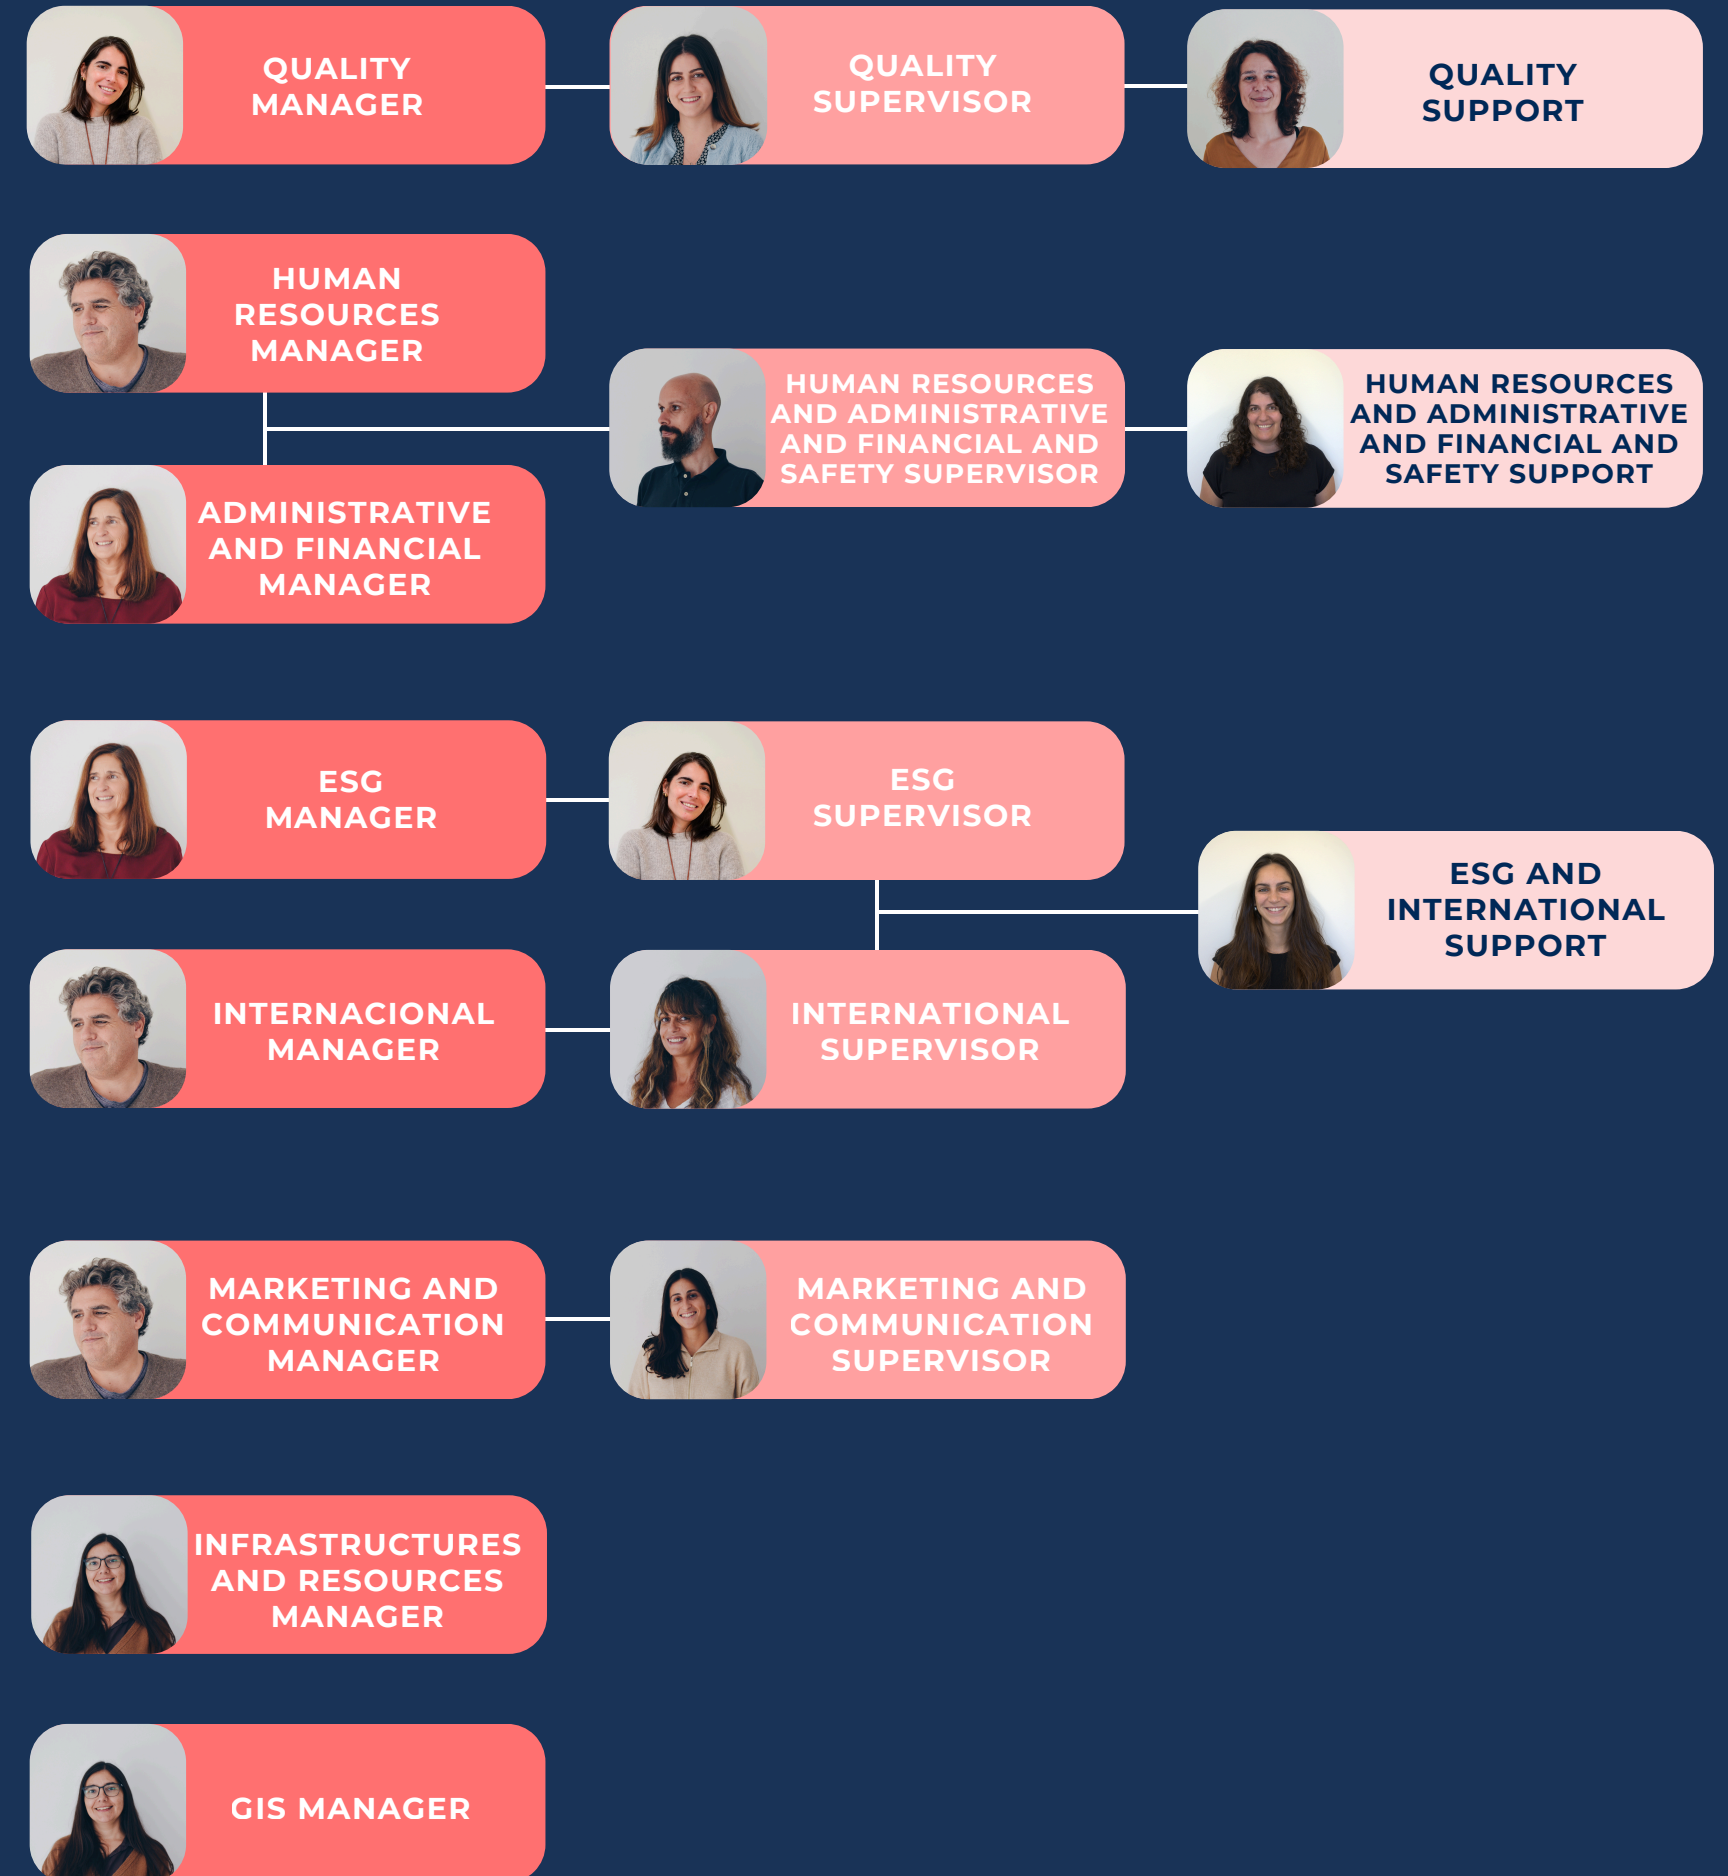 QUALITY
MANAGER
QUALITY
SUPERVISOR
QUALITY
SUPPORT
HUMAN
RESOURCES
MANAGER
HUMAN RESOURCES
AND ADMINISTRATIVE
AND FINANCIAL AND
SAFETY SUPERVISOR
HUMAN RESOURCES
AND ADMINISTRATIVE
AND FINANCIAL AND
SAFETY SUPPORT
ADMINISTRATIVE
AND FINANCIAL
MANAGER
ESG
MANAGER
ESG
SUPERVISOR
ESG AND
INTERNATIONAL
SUPPORT
INTERNACIONAL
MANAGER
INTERNATIONAL
SUPERVISOR
MARKETING AND
COMMUNICATION
MANAGER
MARKETING AND
COMMUNICATION
SUPERVISOR
INFRASTRUCTURES
AND RESOURCES
MANAGER
GIS MANAGER